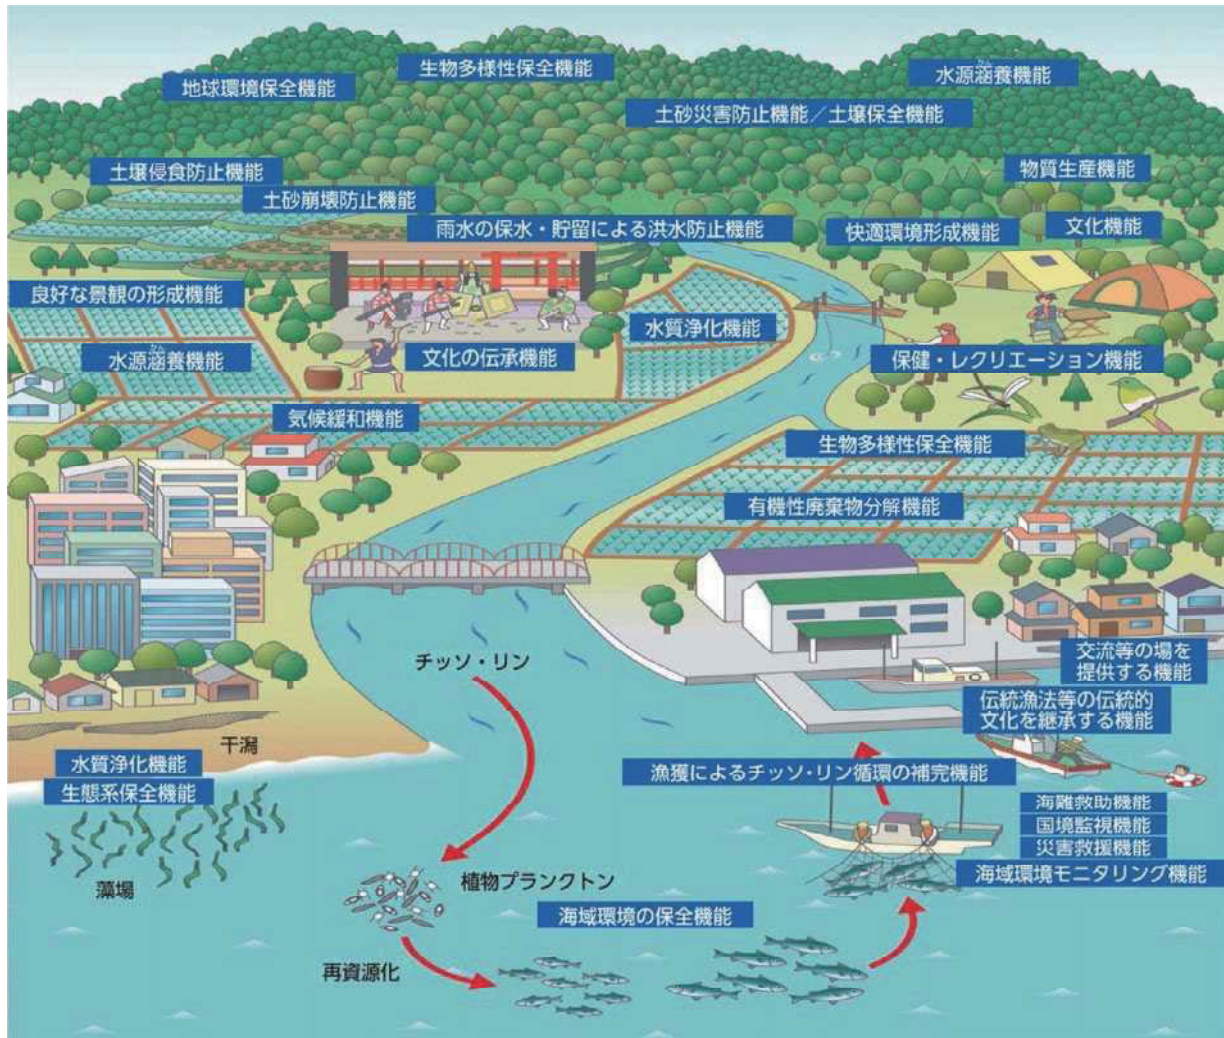 生物多様性保全機能
地球環境保全機能
かん
水源涵養機能
土砂災害防止機能／土壌保全機能
土壌侵食防止機能
物質生産機能
土砂崩壊防止機能
雨水の保水・貯留による洪水防止機能
快適環境形成機能
文化機能
良好な景観の形成機能
水質浄化機能
かん
水源涵養機能
文化の伝承機能
保健・レクリエーション機能
気候緩和機能
生物多様性保全機能
有機性廃棄物分解機能
チッソ・リン
交流等の場を
提供する機能
伝統漁法等の伝統的
文化を継承する機能
干潟
水質浄化機能
生態系保全機能
漁獲によるチッソ・リン循環の補完機能
海難救助機能
国境監視機能
災害救援機能
海域環境モニタリング機能
藻場
植物プランクトン
海域環境の保全機能
再資源化